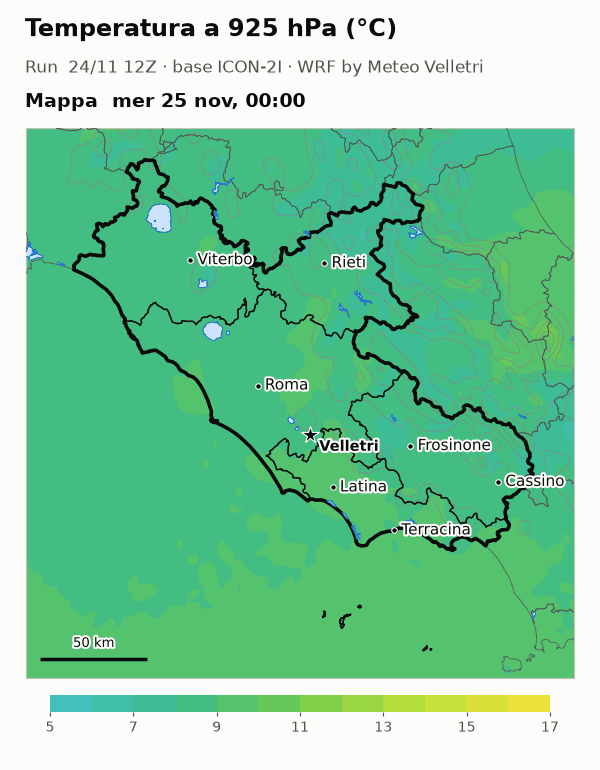 Temperatura a 925 hPa (°C)
Run  24/11 12Z · base ICON-2I · WRF by Meteo Velletri
Mappa  mer 25 nov, 00:00
Viterbo
Rieti
Roma
Velletri
Frosinone
Latina
Cassino
Terracina
50 km
5 7 9 11 13 15 17